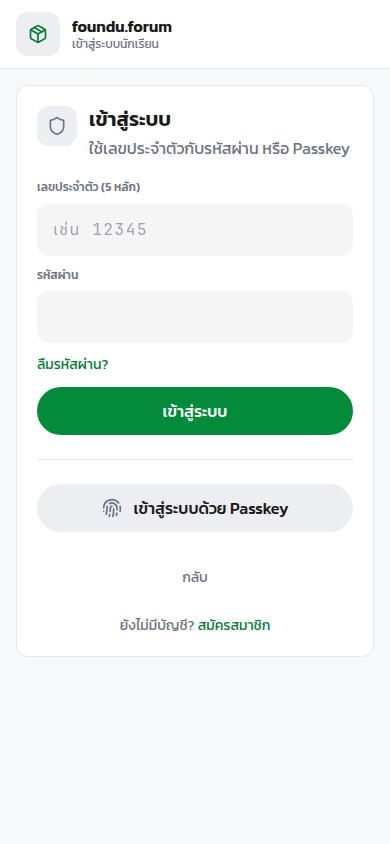 foundu.forum
เข้าสู่ระบบนักเรียน
เข้าสู่ระบบ
ใช้เลขประจำตัวกับรหัสผ่าน หรือ Passkey
เลขประจำตัว (5 หลัก)
เช่น 12345
รหัสผ่าน
ลืมรหัสผ่าน?
เข้าสู่ระบบ
เข้าสู่ระบบด้วย Passkey
กลับ
ยังไม่มีบัญชี? สมัครสมาชิก